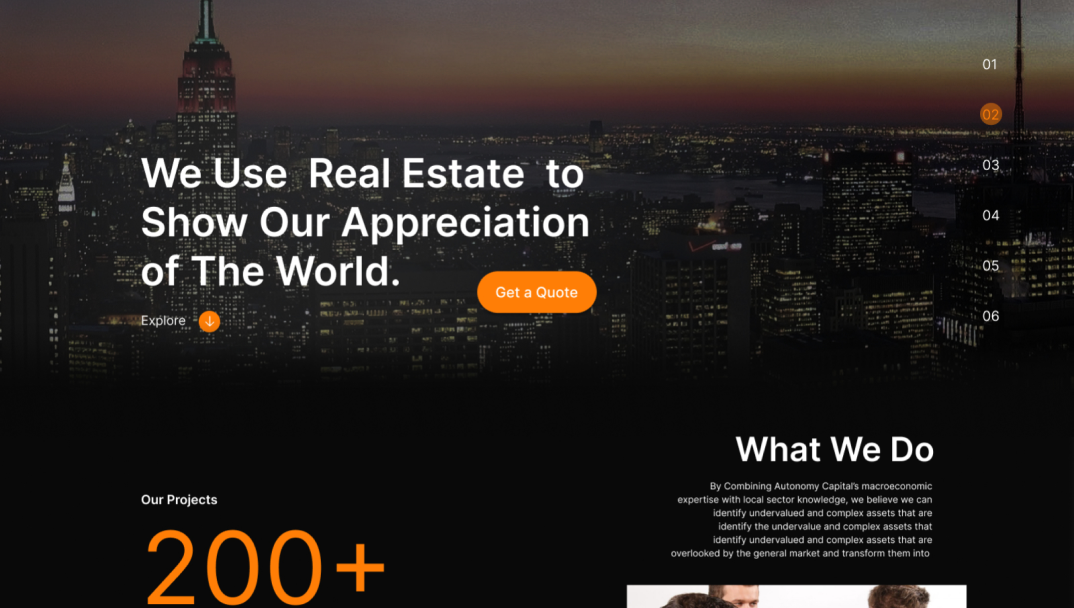 We Use  Real Estate  to
Show Our Appreciation
of The World.
Get a Quote
Explore
01
02
03
04
05
06
verizon
What We Do
By Combining Autonomy Capital's macroeconomic
expertise with local sector knowledge, we believe we can
identify undervalued and complex assets that are
identify the undervalue and complex assets that
identify undervalued and complex assets that are
overlooked by the general market and transform them into
Our Projects
200+